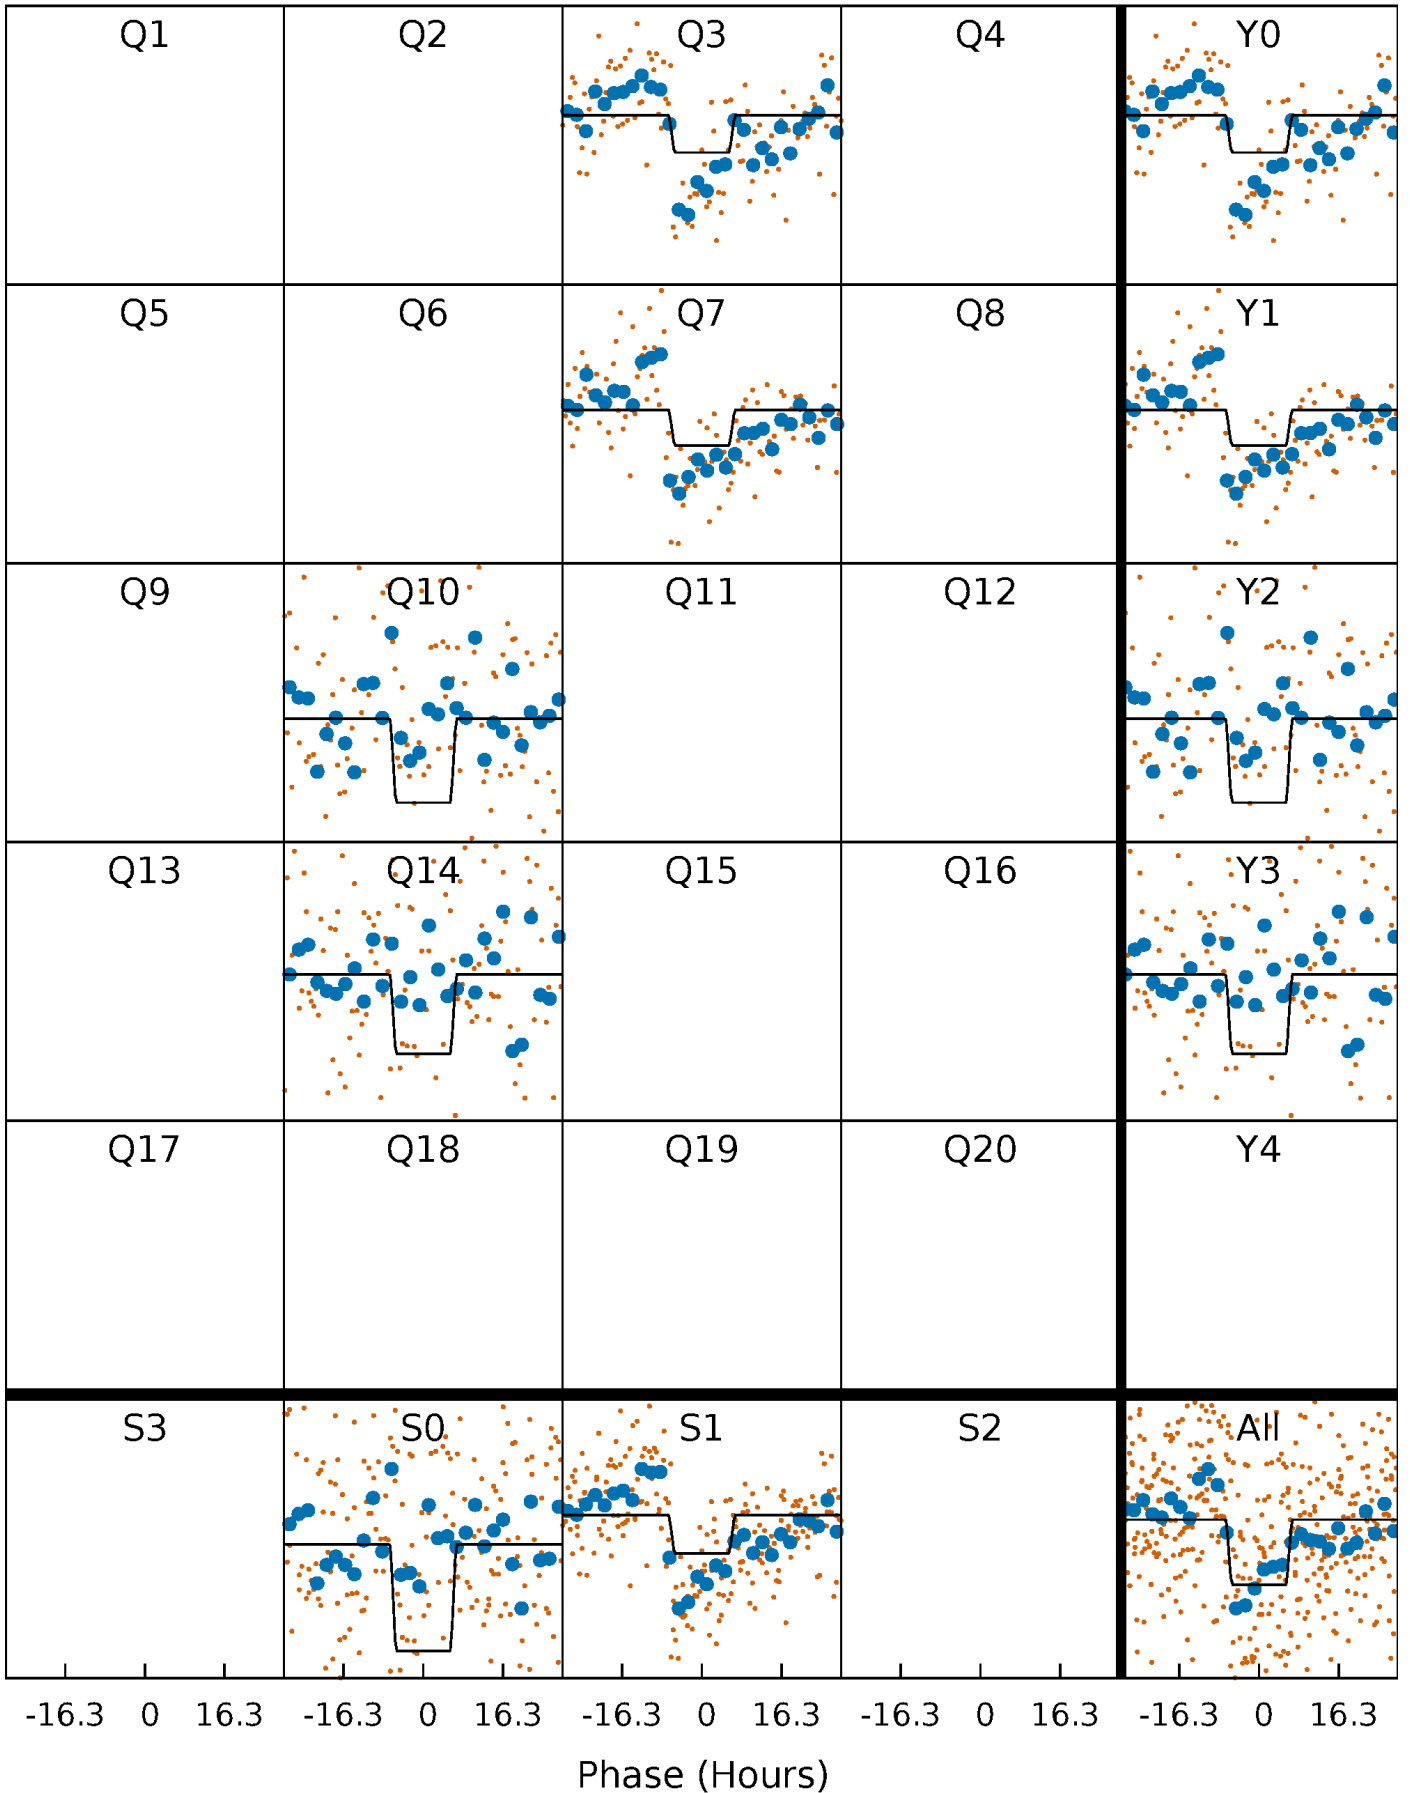 Q1 Q2 Q3 Q4 Y0
Q5 Q6 Q7 Q8 Y1
Q9 Q10 Q11 Q12 Y2
Q13 Q14 Q15 Q16 Y3
Q17 Q18 Q19 Q20 Y4
S3 S0 S1 S2 All
-16.3 0 16.3 -16.3 0 16.3 -16.3 0 16.3 -16.3 0 16.3 -16.3 0 16.3
Phase (Hours)